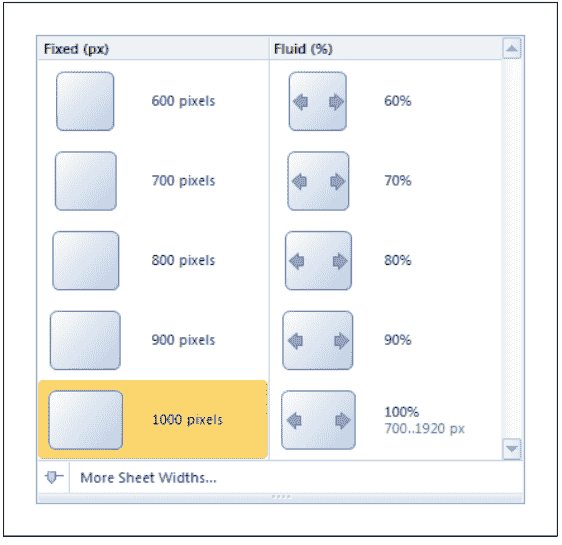 Fixed (px)
Fluid (%)
600 pixels
60%
700 pixels
70%
800 pixels
80%
900 pixels
90%
1000 pixels
100%
700..1920 px
More Sheet Widths...